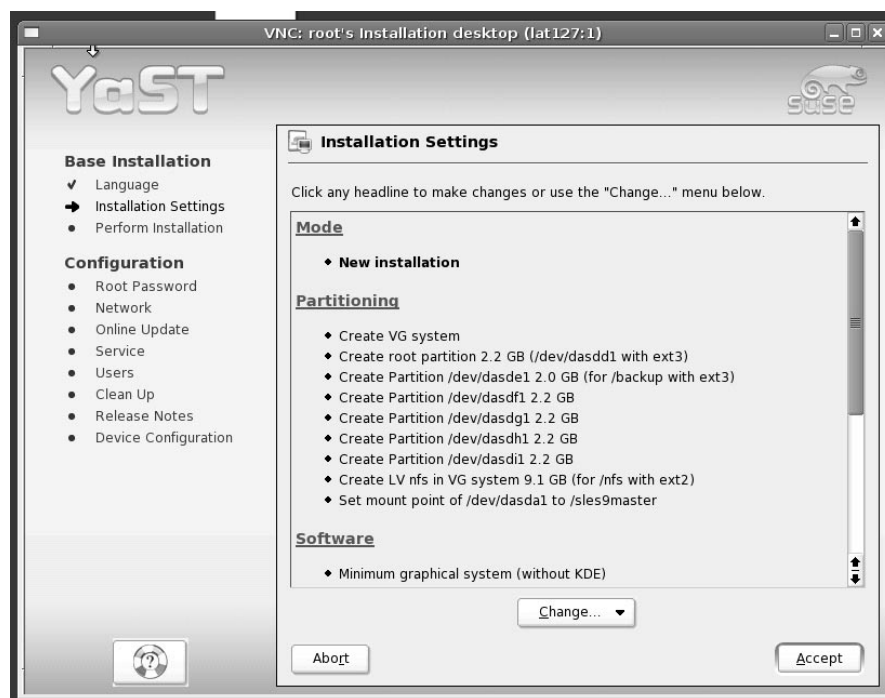 VNC: root's Installation desktop (lat127:1)
YaST
suse
Base Installation
Language
Installation Settings
Perform Installation
Configuration
Root Password
Network
Online Update
Service
Users
Clean Up
Release Notes
Device Configuration
Installation Settings
Click any headline to make changes or use the "Change..." menu below.
Mode
New installation
Partitioning
Create VG system
Create root partition 2.2 GB (/dev/dasdd1 with ext3)
Create Partition /dev/dasde1 2.0 GB (for /backup with ext3)
Create Partition /dev/dasdf1 2.2 GB
Create Partition /dev/dasdg1 2.2 GB
Create Partition /dev/dasdh1 2.2 GB
Create Partition /dev/dasdi1 2.2 GB
Create LV nfs in VG system 9.1 GB (for /nfs with ext2)
Set mount point of /dev/dasda1 to /sles9master
Software
Minimum graphical system (without KDE)
Change...
Abort
Accept